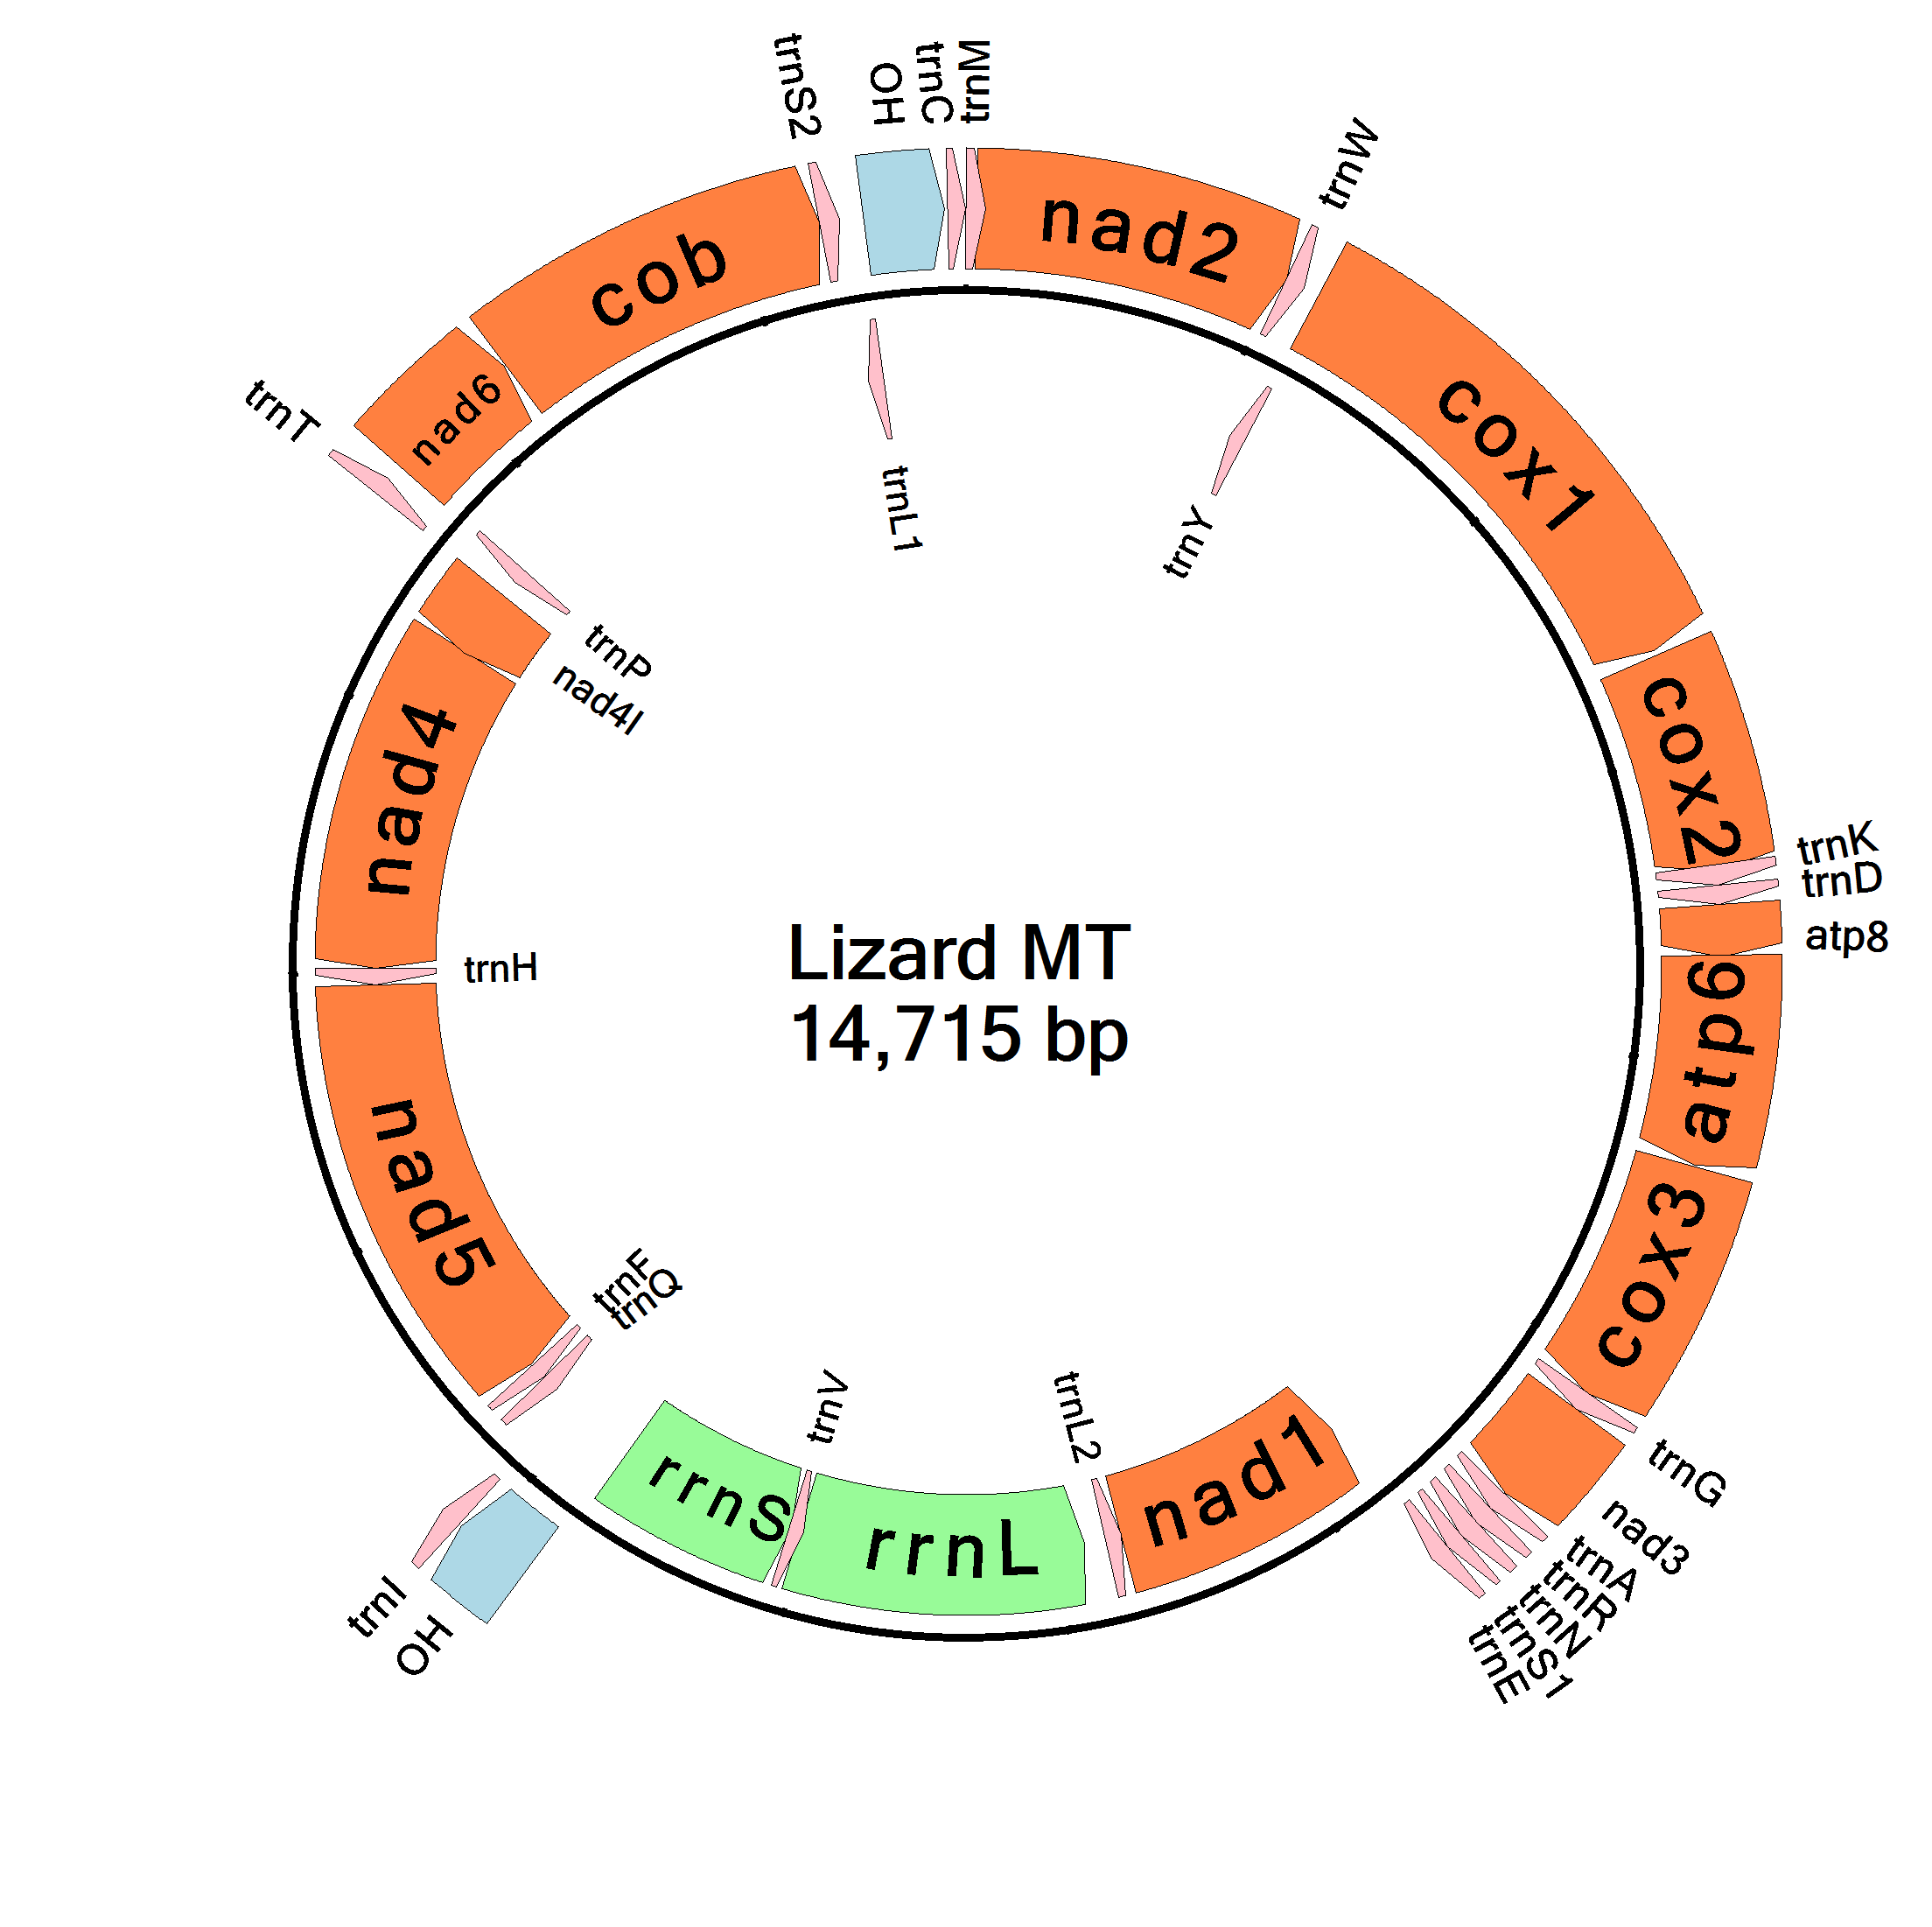 trnM
nad2
trnW
cox1
cox2
trnK
trnD
atp8
atp6
cox3
trnG
nad3
trnA
trnR
trnN
trnS1
trnE
nad1
trnL2
rrnL
trnV
rrnS
OH
trnI
trnQ
trnF
nad5
trnH
nad4
nad4l
trnP
trnT
nad6
cob
trnS2
trnL1
OH
trnC
trnY
Lizard MT
14,715 bp